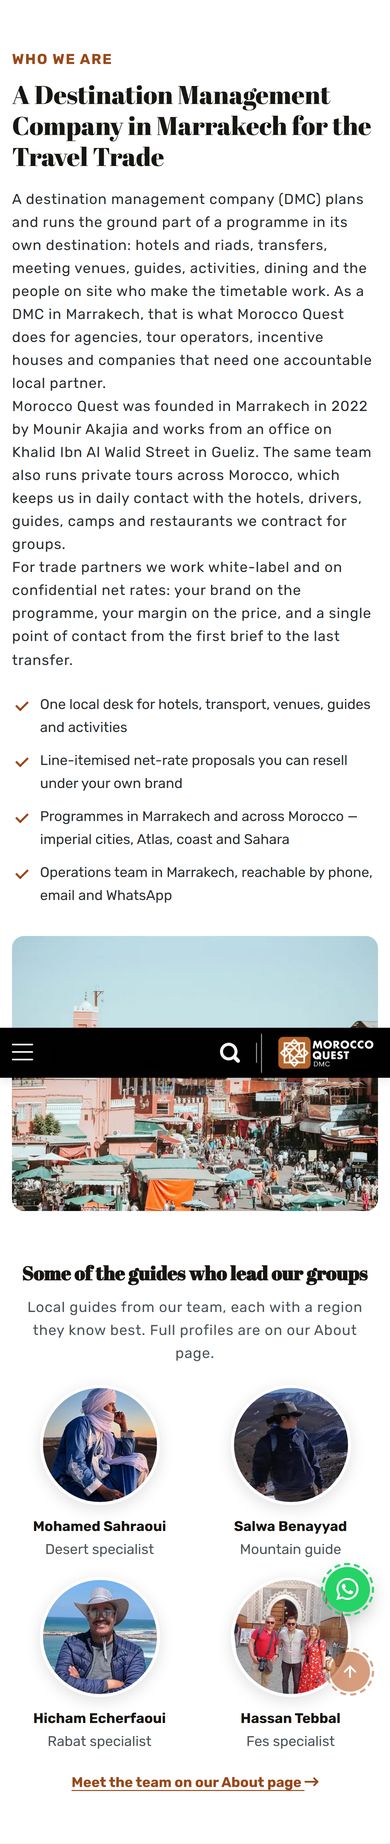 WHO WE ARE
A Destination Management
Company in Marrakech for the
Travel Trade
A destination management company (DMC) plans
and runs the ground part of a programme in its
own destination: hotels and riads, transfers,
meeting venues, guides, activities, dining and the
people on site who make the timetable work. As a
DMC in Marrakech, that is what Morocco Quest
does for agencies, tour operators, incentive
houses and companies that need one accountable
local partner.
Morocco Quest was founded in Marrakech in 2022
by Mounir Akajia and works from an office on
Khalid Ibn Al Walid Street in Gueliz. The same team
also runs private tours across Morocco, which
keeps us in daily contact with the hotels, drivers,
guides, camps and restaurants we contract for
groups.
For trade partners we work white-label and on
confidential net rates: your brand on the
programme, your margin on the price, and a single
point of contact from the first brief to the last
transfer.
One local desk for hotels, transport, venues, guides
and activities
Line-itemised net-rate proposals you can resell
under your own brand
Programmes in Marrakech and across Morocco –
imperial cities, Atlas, coast and Sahara
Operations team in Marrakech, reachable by phone,
email and WhatsApp
MOROCCO
QUEST
DMC
Some of the guides who lead our groups
Local guides from our team, each with a region
they know best. Full profiles are on our About
page.
Mohamed Sahraoui
Desert specialist
Salwa Benayyad
Mountain guide
Hicham Echerfaoui
Rabat specialist
Hassan Tebbal
Fes specialist
Meet the team on our About page →